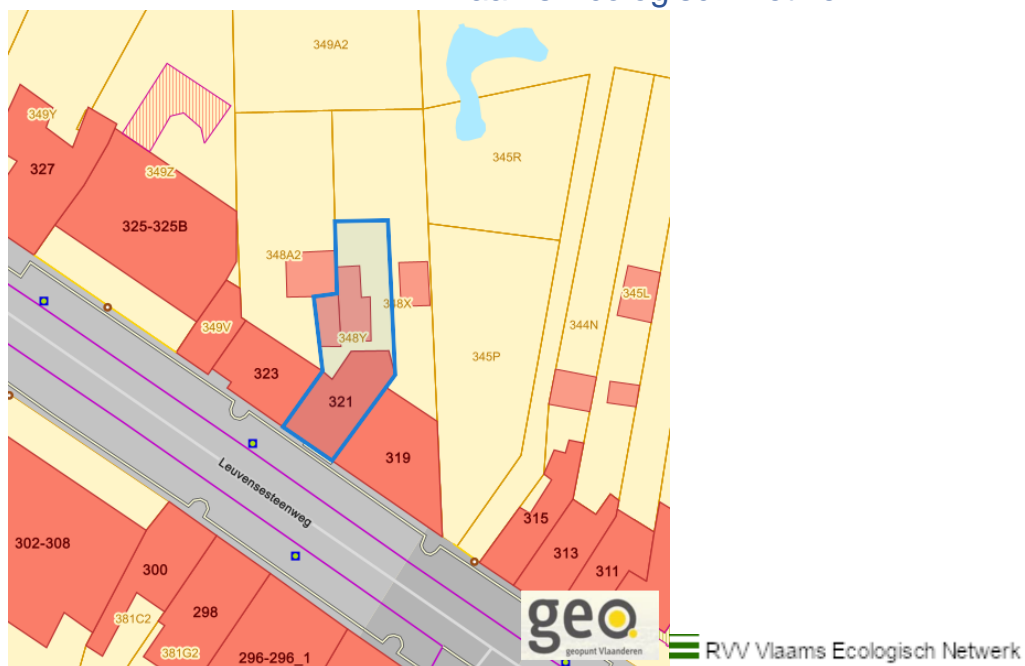 349A2
349Y
345R
327
349Z
325-325B
348A2
345L
348X
349V
344N
348Y
345P
323
321
319
Leuvensesteenweg
315
302-308
313
300
311
298
381C2
381G2
296-296_1
geo
geopunt Vlaanderen
RVV Vlaams Ecologisch Netwerk